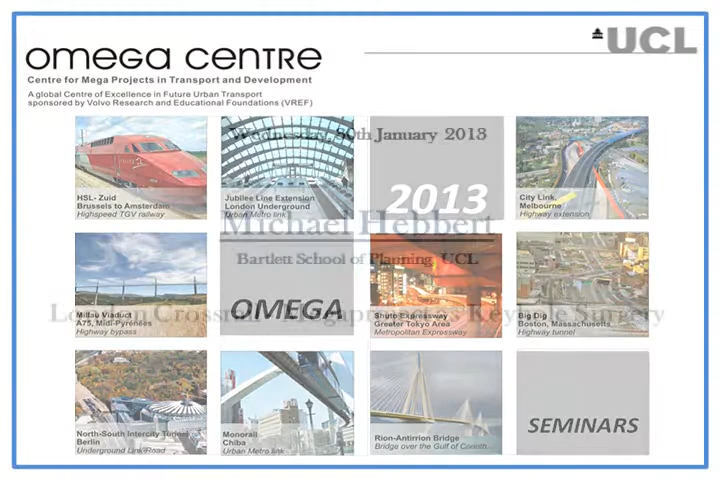 UCL
OMEGA CENTRE
Centre for Mega Projects in Transport and Development
A global Centre of Excellence in Future Urban Transport
sponsored by Volvo Research and Educational Foundations (VREF)
Wednesday, 30th January 2013
HSL- Zuid
Brussels to Amsterdam
Highspeed TGV railway
Jubilee Line Extension
London Underground
Urban Metro link
2013
City Link,
Melbourne
Highway extension
Michael Hebbert
Bartlett School of Planning, UCL
Millau Viaduct
A75, Midi-Pyrénées
Highway bypass
OMEGA
Shuto Expressway
Greater Tokyo Area
Metropolitan Expressway
Big Dig
Boston, Massachusetts
Highway tunnel
London Crossrail Megaproject as Keyhole Surgery
North-South Intercity Tunnel
Berlin
Underground Link Road
Monorail
Chiba
Urban Metro link
Rion-Antirrion Bridge
Bridge over the Gulf of Corinth...
SEMINARS